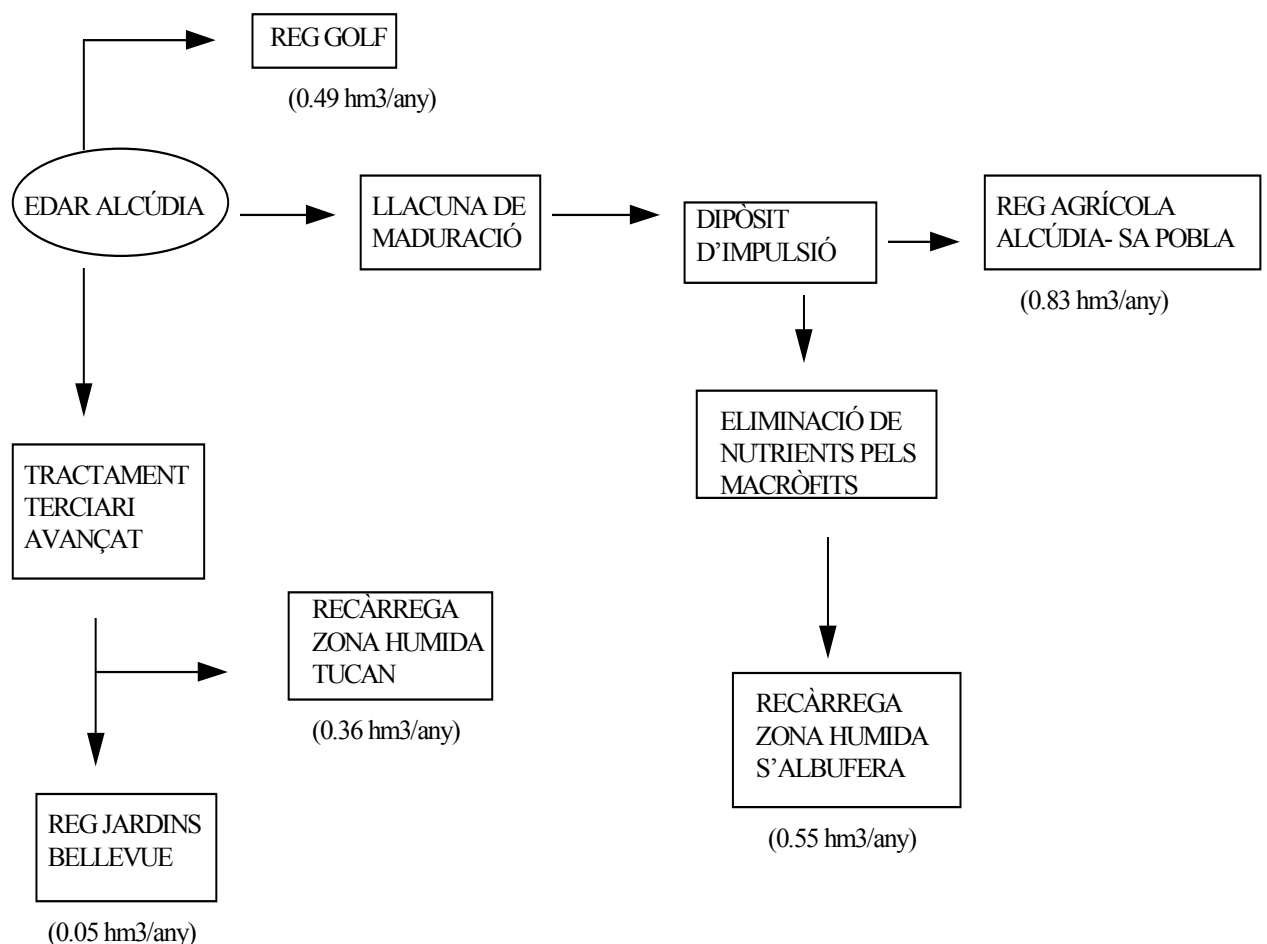 REG GOLF
(0.49 hm3/any)
EDAR ALCÚDIA
LLACUNA DE
MADURACIÓ
DIPÒSIT
D'IMPULSIÓ
REG AGRÍCOLA
ALCÚDIA- SA POBLA
(0.83 hm3/any)
ELIMINACIÓ DE
NUTRIENTS PELS
MACRÒFITS
TRACTAMENT
TERCIARI
AVANÇAT
RECÀRREGA
ZONA HUMIDA
TUCAN
(0.36 hm3/any)
RECÀRREGA
ZONA HUMIDA
S'ALBUFERA
(0.55 hm3/any)
REG JARDINS
BELLEVUE
(0.05 hm3/any)